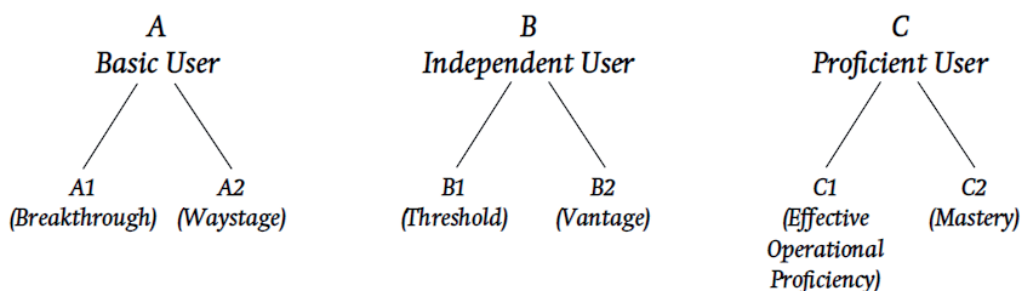 A
Basic User
A1
(Breakthrough)
A2
(Waystage)
B
Independent User
B1
(Threshold)
B2
(Vantage)
C
Proficient User
C1
(Effective
Operational
Proficiency)
C2
(Mastery)